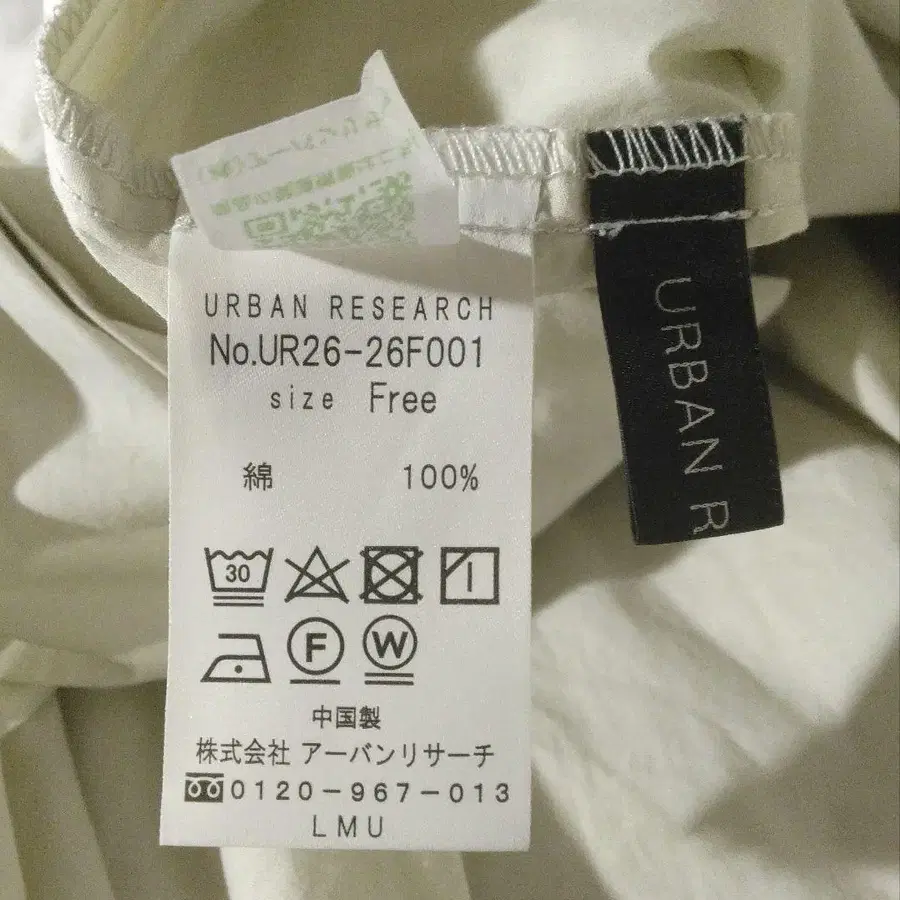 URBAN RESEARCH
No.UR26-26F001
size Free
綿 100%
30
F W
中国製
株式会社 アーバンリサーチ
0120-967-013
LMU
URBAN R